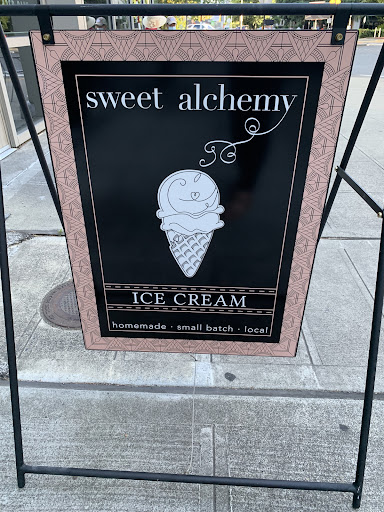 sweet alchemy
ICE CREAM
homemade · small batch · local